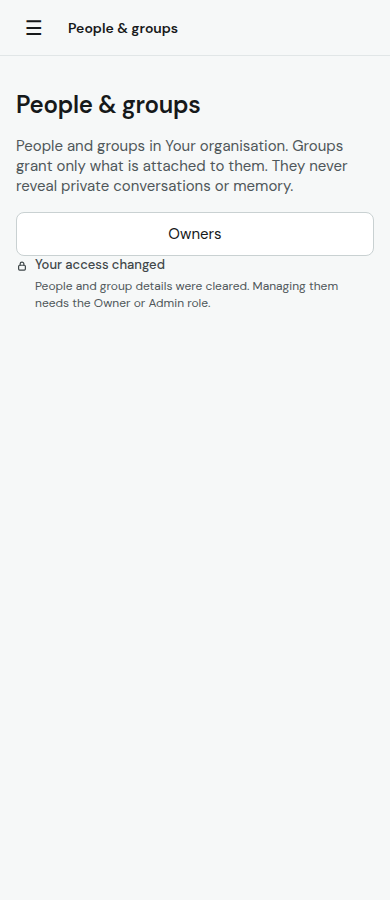 People & groups
People & groups
People and groups in Your organisation. Groups
grant only what is attached to them. They never
reveal private conversations or memory.
Owners
Your access changed
People and group details were cleared. Managing them
needs the Owner or Admin role.